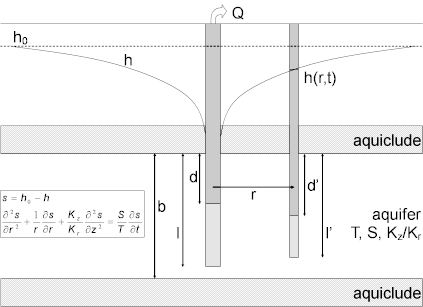 Q
h₀
h
h(r,t)
aquiclude
d
d'
r
b
l
l'
s = h₀ - h
∂²s/∂r² + 1/r ∂s/∂r + K_z/K_r ∂²s/∂z² = S/T ∂s/∂t
aquifer
T, S, K_z/K_r
aquiclude